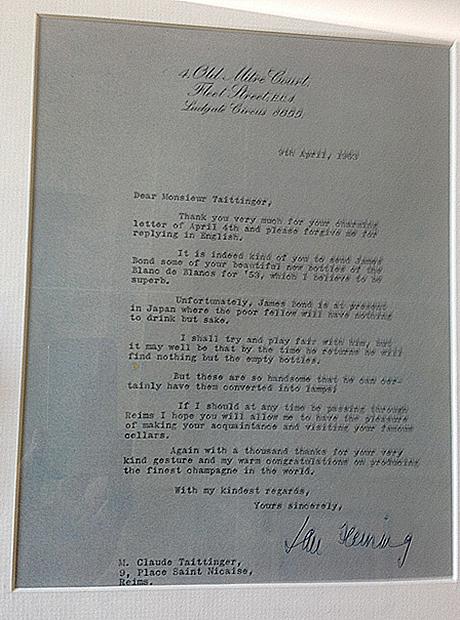 4, Old Mitre Court,
Fleet Street, E.C.4
Ludgate Circus 8655.
9th April, 1963
Dear Monsieur Taittinger,
Thank you very much for your charming
letter of April 4th and please forgive me for
replying in English.
It is indeed kind of you to send James
Bond some of your beautiful new bottles of the
Blanc de Blancs for '53, which I believe to be
superb.
Unfortunately, James Bond is at present
in Japan where the poor fellow will have nothing
to drink but sake.
I shall try and play fair with him, but
it may well be that by the time he returns he will
find nothing but the empty bottles.
But these are so handsome that he can cer-
tainly have them converted into lamps!
If I should at any time be passing through
Reims I hope you will allow me to have the pleasure
of making your acquaintance and visiting your famous
cellars.
Again with a thousand thanks for your very
kind gesture and my warm congratulations on producing
the finest champagne in the world.
With my kindest regards,
Yours sincerely,
Ian Fleming
M. Claude Taittinger,
9, Place Saint Nicaise,
Reims.